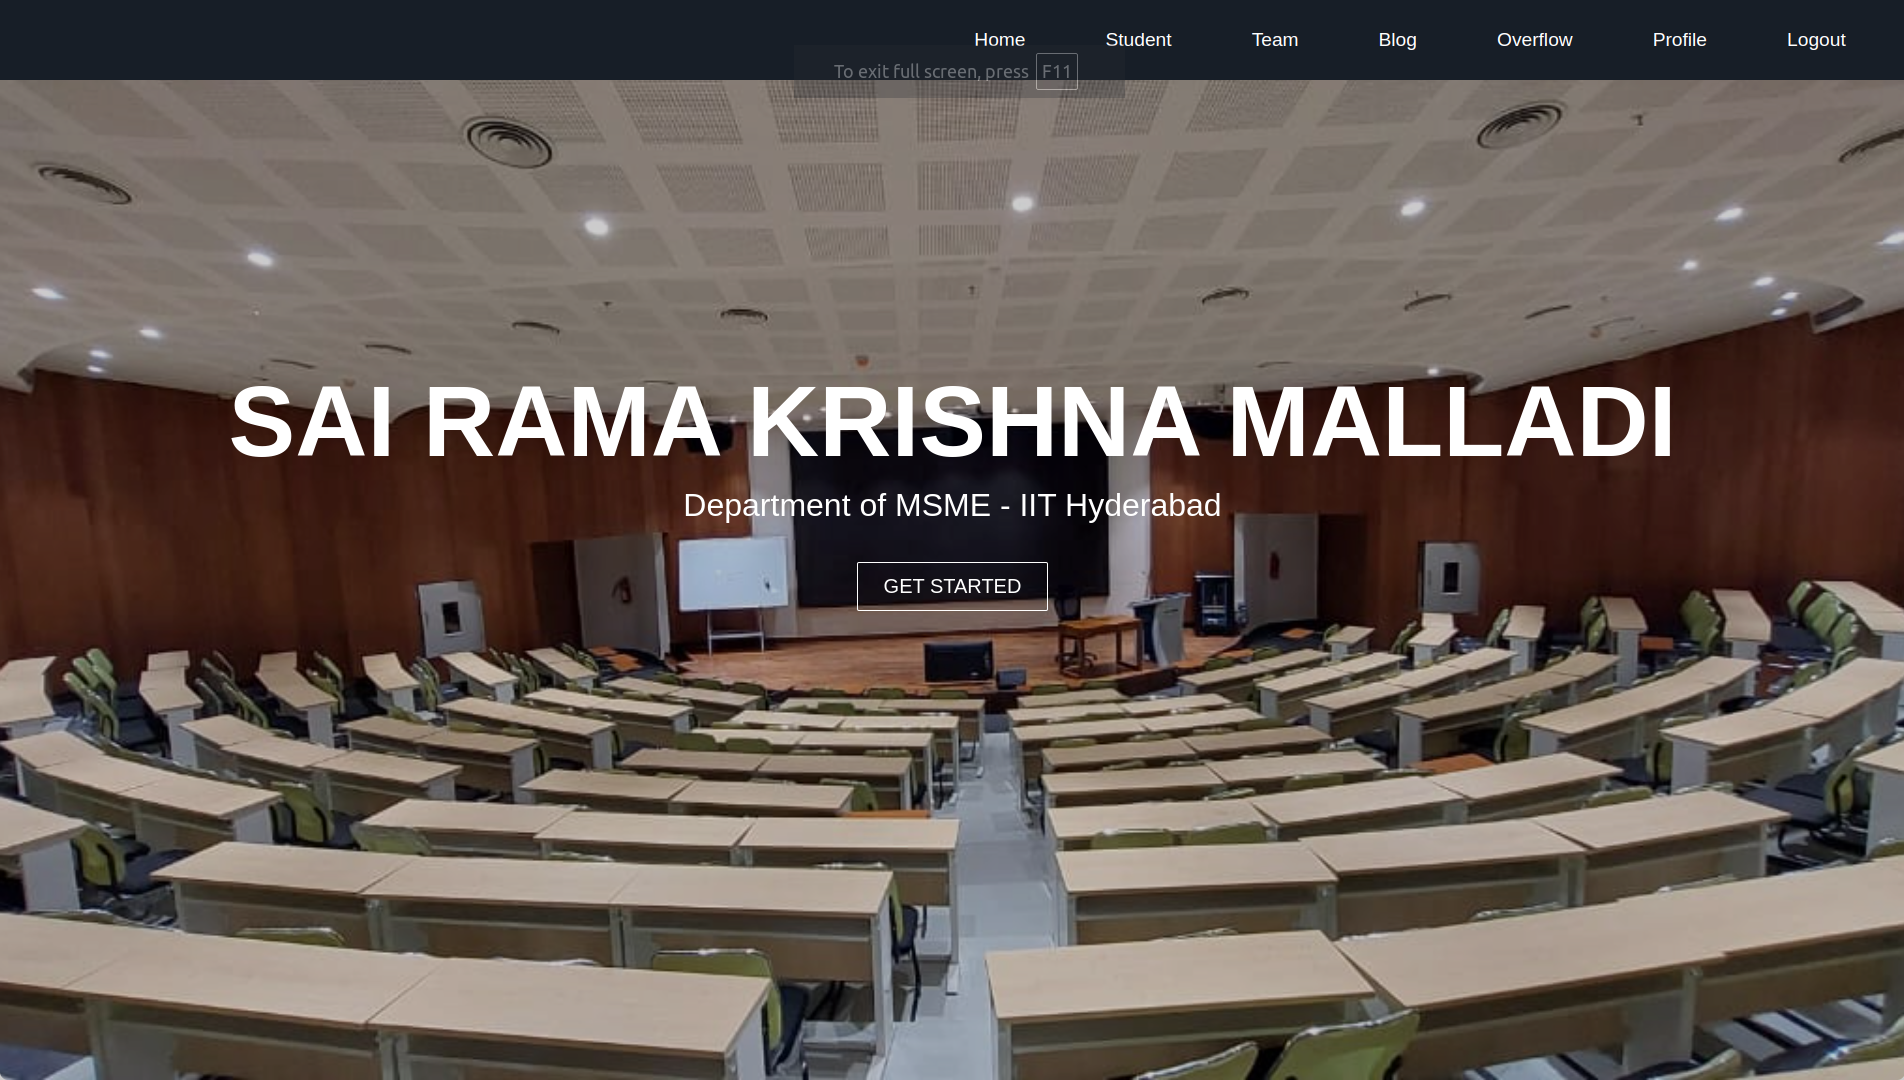 Home Student Team Blog Overflow Profile Logout
To exit full screen, press F11
SAI RAMA KRISHNA MALLADI
Department of MSME - IIT Hyderabad
GET STARTED